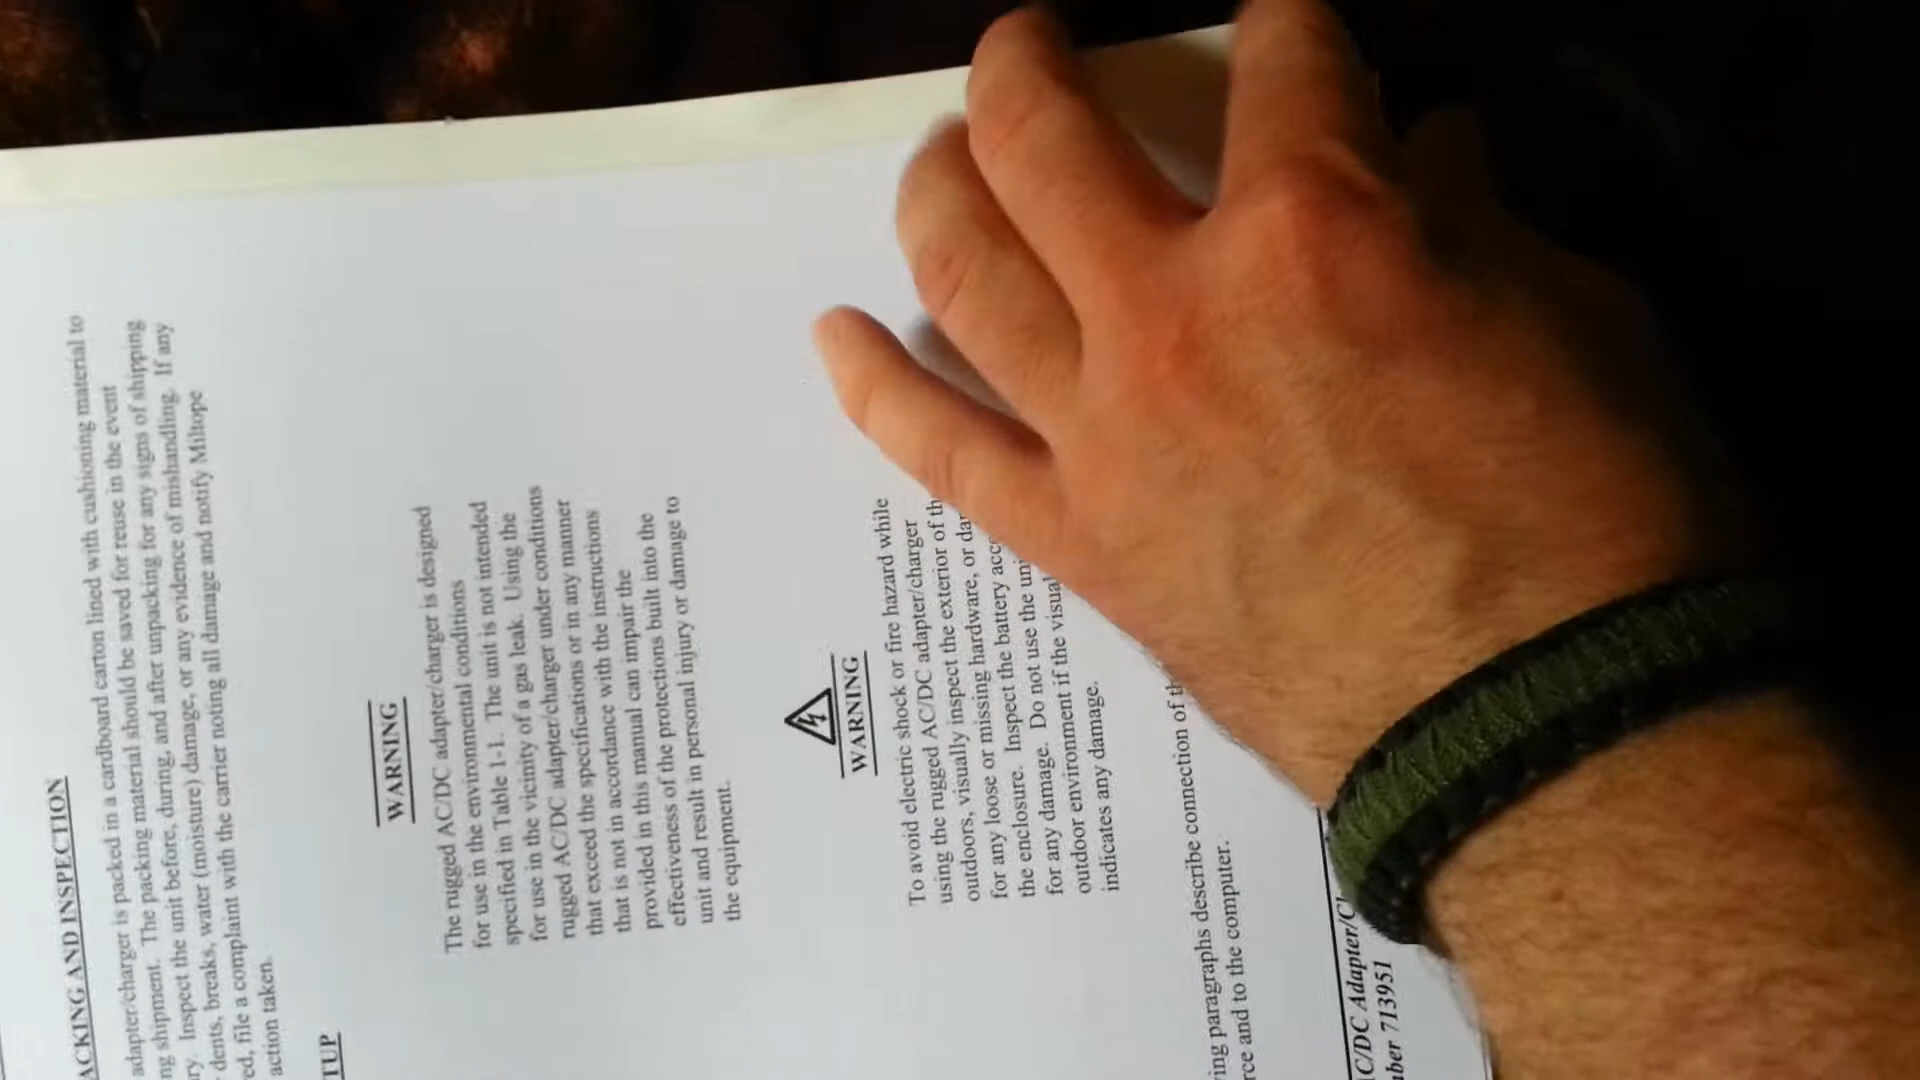 ACKING AND INSPECTION
adapter/charger is packed in a cardboard carton lined with cushioning material to
ng shipment. The packing material should be saved for reuse in the event
ry. Inspect the unit before, during, and after unpacking for any signs of shipping
dents, breaks, water (moisture) damage, or any evidence of mishandling. If any
ed, file a complaint with the carrier noting all damage and notify Miltope
action taken.
TUP
WARNING
The rugged AC/DC adapter/charger is designed
for use in the environmental conditions
specified in Table 1-1. The unit is not intended
for use in the vicinity of a gas leak. Using the
rugged AC/DC adapter/charger under conditions
that exceed the specifications or in any manner
that is not in accordance with the instructions
provided in this manual can impair the
effectiveness of the protections built into the
unit and result in personal injury or damage to
the equipment.
WARNING
To avoid electric shock or fire hazard while
using the rugged AC/DC adapter/charger
outdoors, visually inspect the exterior of th
for any loose or missing hardware, or dam
the enclosure. Inspect the battery acce
for any damage. Do not use the uni
outdoor environment if the visual
indicates any damage.
ing paragraphs describe connection of th
rce and to the computer.
C/DC Adapter/C
ber 713951